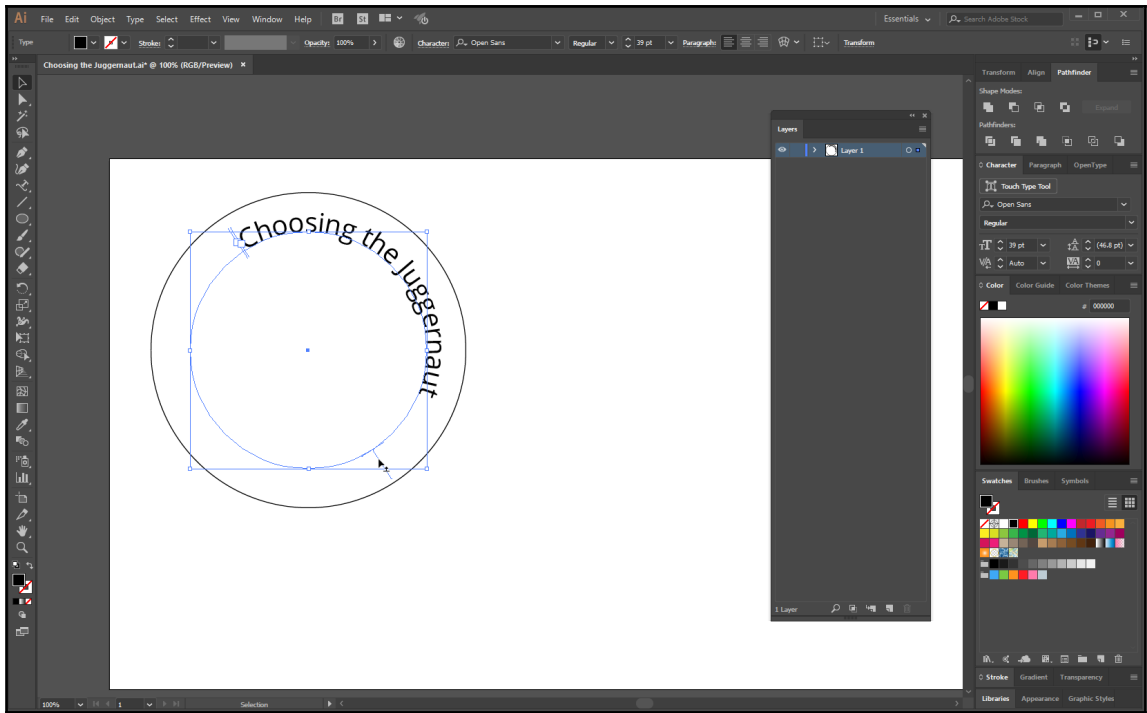 Ai File Edit Object Type Select Effect View Window Help Br St Essentials Search Adobe Stock
Type Stroke: Opacity: 100% Character: Open Sans Regular 39 pt Paragraph: Transform
Choosing the Juggernaut.ai* @ 100% (RGB/Preview) ×
Transform Align Pathfinder
Shape Modes:
Expand
Pathfinders:
Layers
Layer 1
Character Paragraph OpenType
Touch Type Tool
Open Sans
Regular
39 pt (46.8 pt)
Auto 0
Choosing the Juggernaut
Color Color Guide Color Themes
# 000000
Swatches Brushes Symbols
1 Layer
Stroke Gradient Transparency
Libraries Appearance Graphic Styles
100% 1 Selection